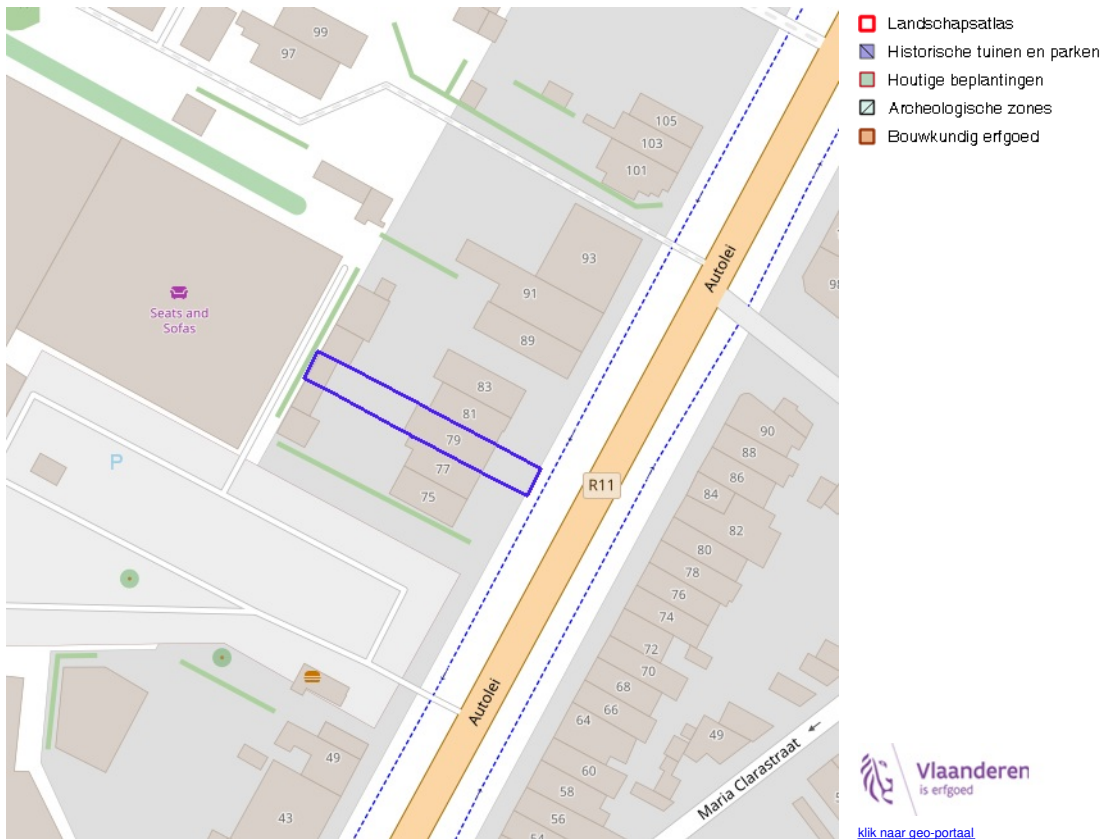 99
97
105
103
101
93
91
89
Autolei
Seats and
Sofas
83
81
79
77
75
R11
P
90
88
86
84
82
80
78
76
74
72
70
68
66
64
60
58
56
49
49
43
Autolei
Maria Clarastraat
Landschapsatlas
Historische tuinen en parken
Houtige beplantingen
Archeologische zones
Bouwkundig erfgoed
Vlaanderen
is erfgoed
klik naar geo-portaal